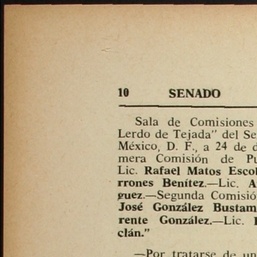 10 SENADO
Sala de Comisiones
Lerdo de Tejada" del Se
México, D. F., a 24 de d
mera Comisión de Pu
Lic. Rafael Matos Escob
rrones Benítez.—Lic. A
guez.—Segunda Comisió
José González Bustam
rente González.—Lic.
clán."
—Por tratarse de un